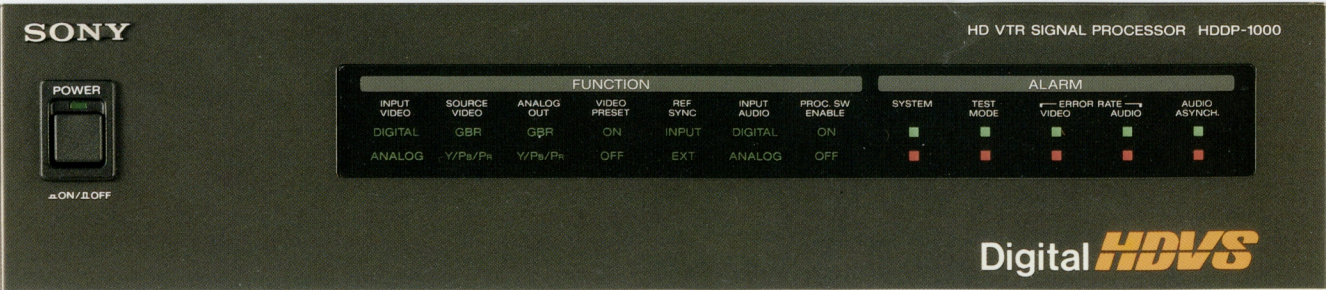 SONY
HD VTR SIGNAL PROCESSOR HDDP-1000
POWER
ON/OFF
FUNCTION
INPUT VIDEO
SOURCE VIDEO
ANALOG OUT
VIDEO PRESET
REF SYNC
INPUT AUDIO
PROC. SW ENABLE
DIGITAL GBR GBR ON INPUT DIGITAL ON
ANALOG Y/PB/PR Y/PB/PR OFF EXT ANALOG OFF
ALARM
SYSTEM
TEST MODE
ERROR RATE
VIDEO AUDIO
AUDIO ASYNCH.
Digital HDVS